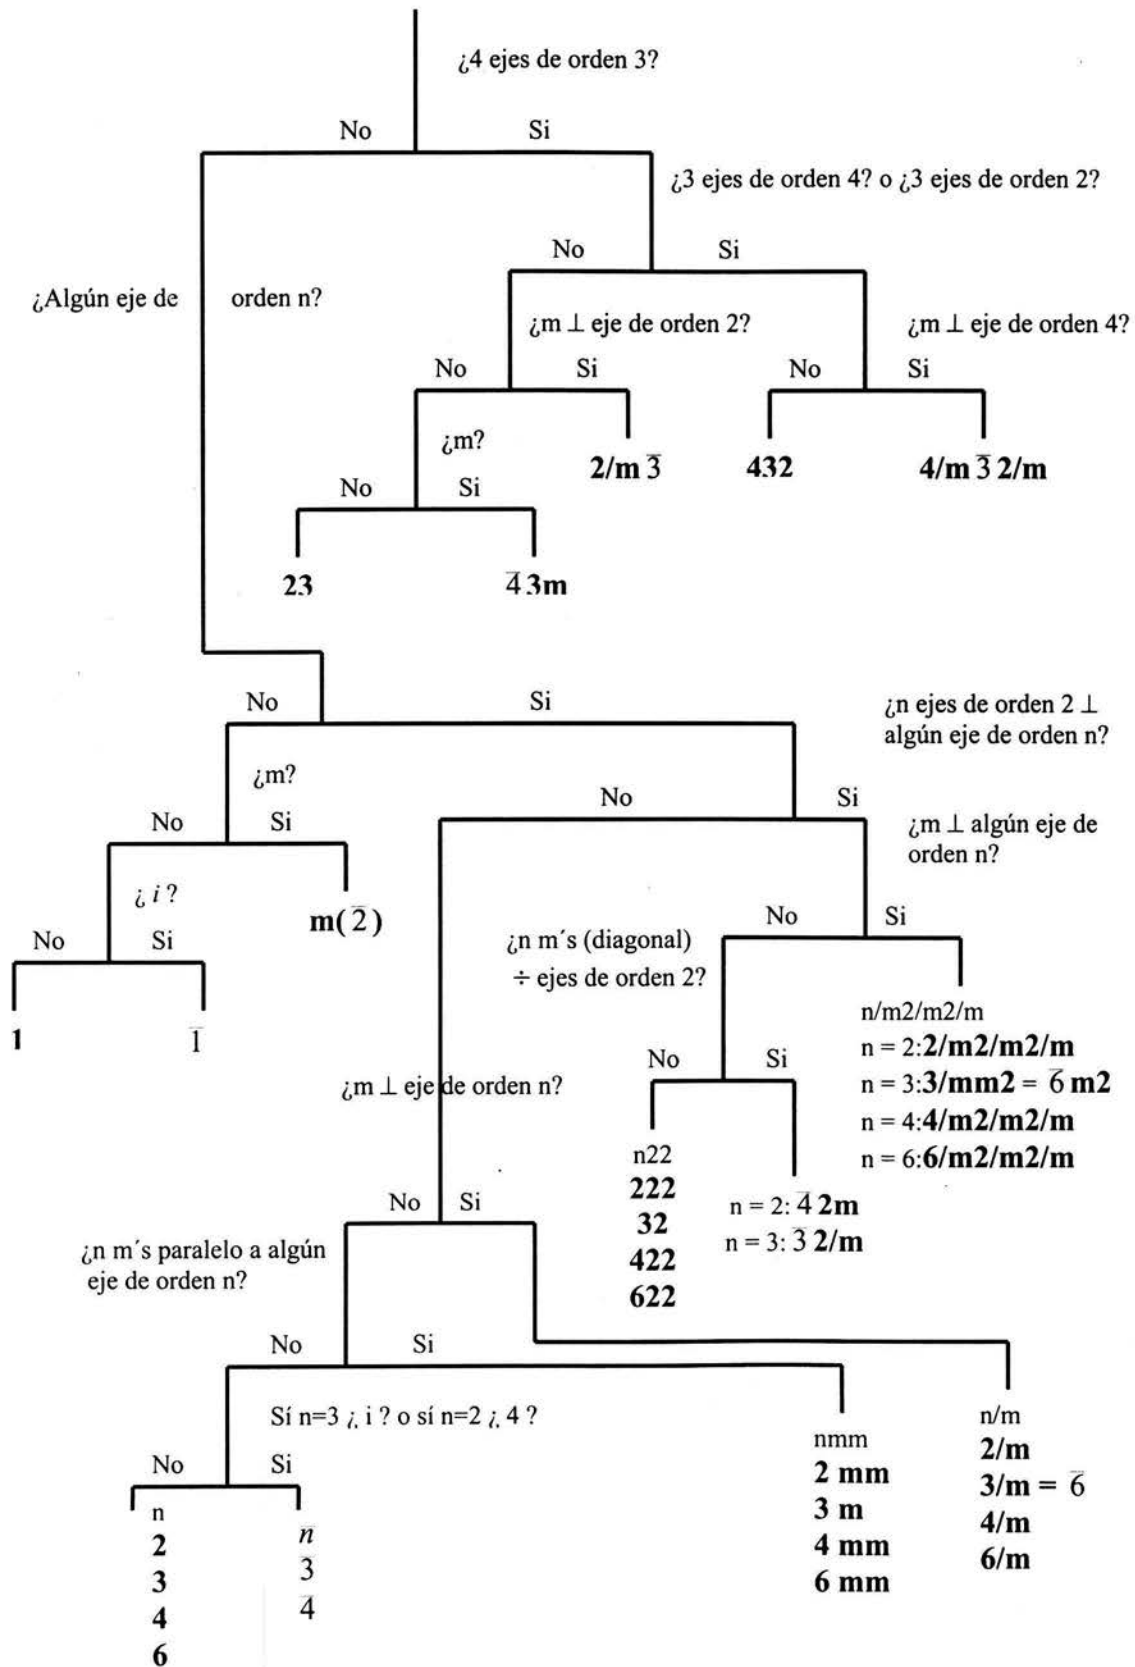 ¿4 ejes de orden 3?
No Si
¿3 ejes de orden 4? o ¿3 ejes de orden 2?
No Si
¿Algún eje de orden n?
¿m ⊥ eje de orden 2? ¿m ⊥ eje de orden 4?
No Si No Si
¿m?
2/m 3̅ 432 4/m 3̅ 2/m
No Si
23 4̅ 3m
No Si
¿n ejes de orden 2 ⊥
algún eje de orden n?
¿m?
No Si
No Si
¿m ⊥ algún eje de
orden n?
¿ i ?
m(2̅)
No Si
No Si
¿n m´s (diagonal)
÷ ejes de orden 2?
1 1̅
n/m2/m2/m
n = 2:2/m2/m2/m
No Si
¿m ⊥ eje de orden n?
n = 3:3/mm2 = 6̅ m2
n = 4:4/m2/m2/m
n = 6:6/m2/m2/m
n22
222
32
422
622
n = 2: 4̅ 2m
n = 3: 3̅ 2/m
No Si
¿n m´s paralelo a algún
eje de orden n?
No Si
Sí n=3 ¿ i ? o sí n=2 ¿ 4 ?
No Si
n
2
3
4
6
n̅
3̅
4̅
nmm
2 mm
3 m
4 mm
6 mm
n/m
2/m
3/m = 6̅
4/m
6/m